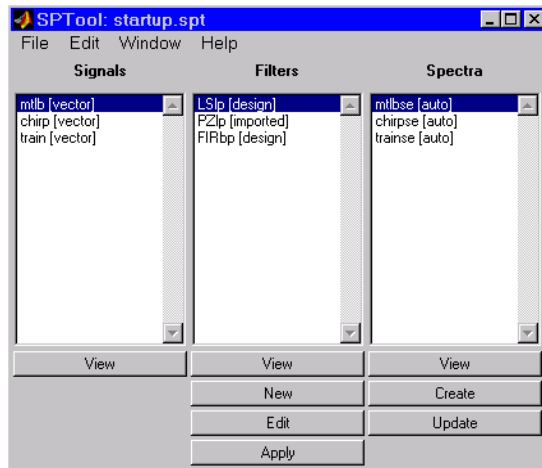 SPTool: startup.spt
File Edit Window Help
Signals
mtlb [vector]
chirp [vector]
train [vector]
View
Filters
LSlp [design]
PZlp [imported]
FIRbp [design]
View
New
Edit
Apply
Spectra
mtlbse [auto]
chirpse [auto]
trainse [auto]
View
Create
Update